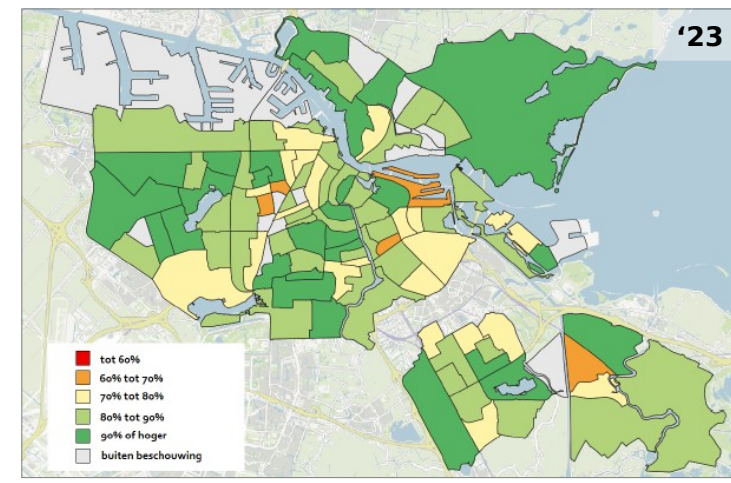 ‘23
tot 60%
60% tot 70%
70% tot 80%
80% tot 90%
90% of hoger
buiten beschouwing